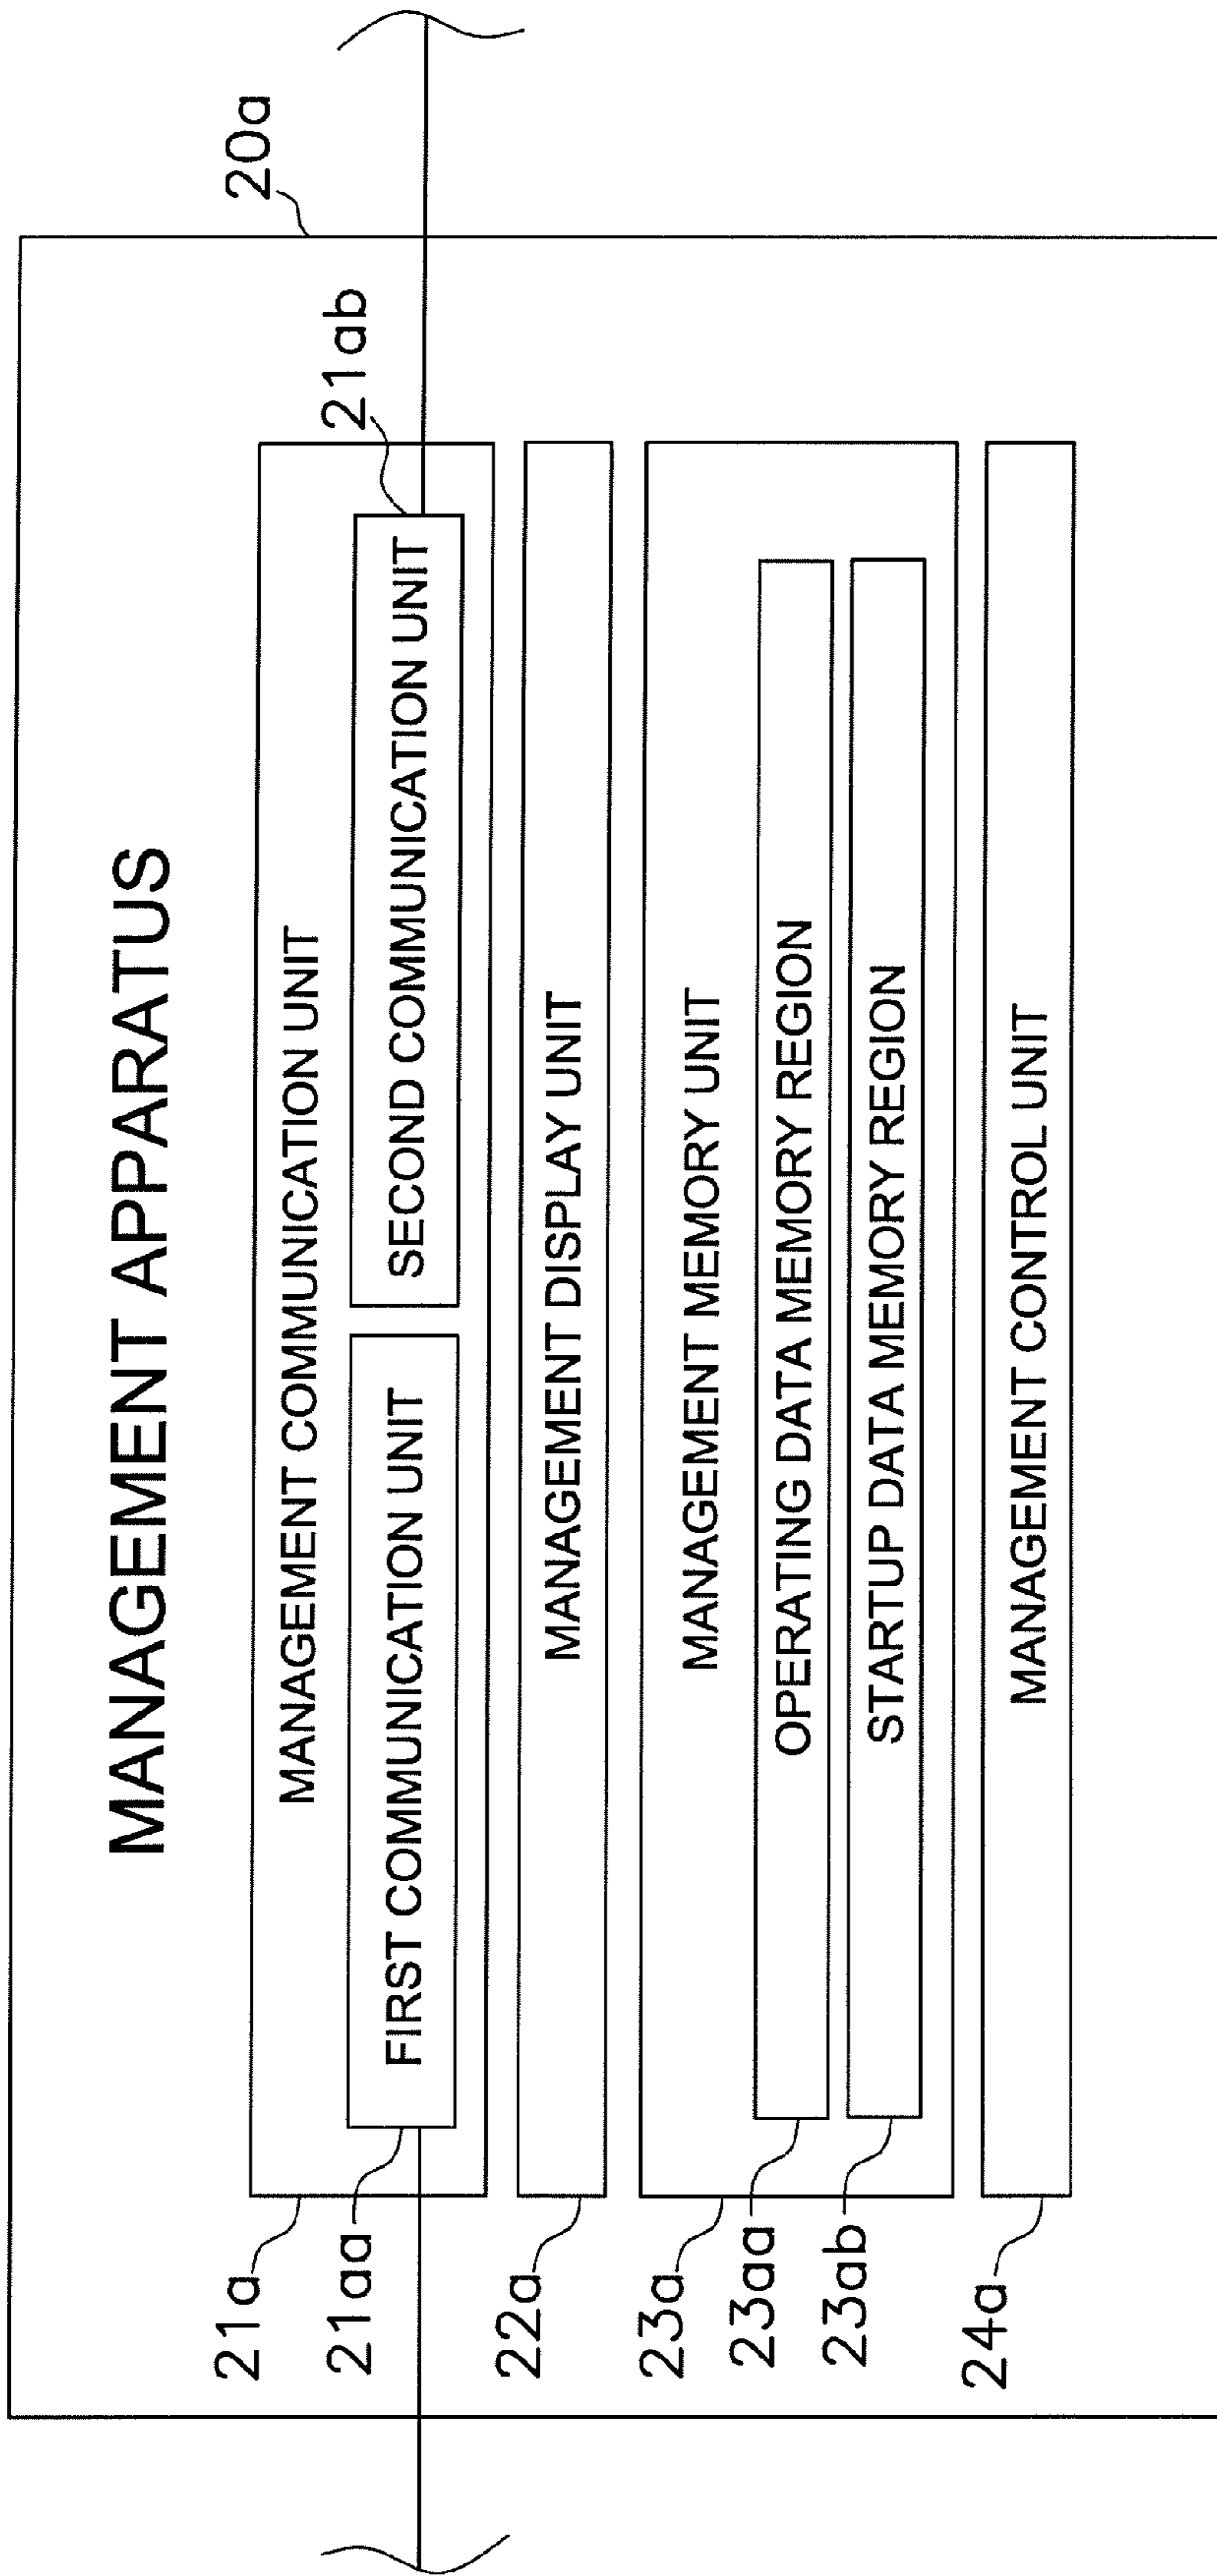 MANAGEMENT APPARATUS
20a
21a
MANAGEMENT COMMUNICATION UNIT
21ab
21aa
FIRST COMMUNICATION UNIT
SECOND COMMUNICATION UNIT
22a
MANAGEMENT DISPLAY UNIT
23a
MANAGEMENT MEMORY UNIT
23aa
OPERATING DATA MEMORY REGION
23ab
STARTUP DATA MEMORY REGION
24a
MANAGEMENT CONTROL UNIT